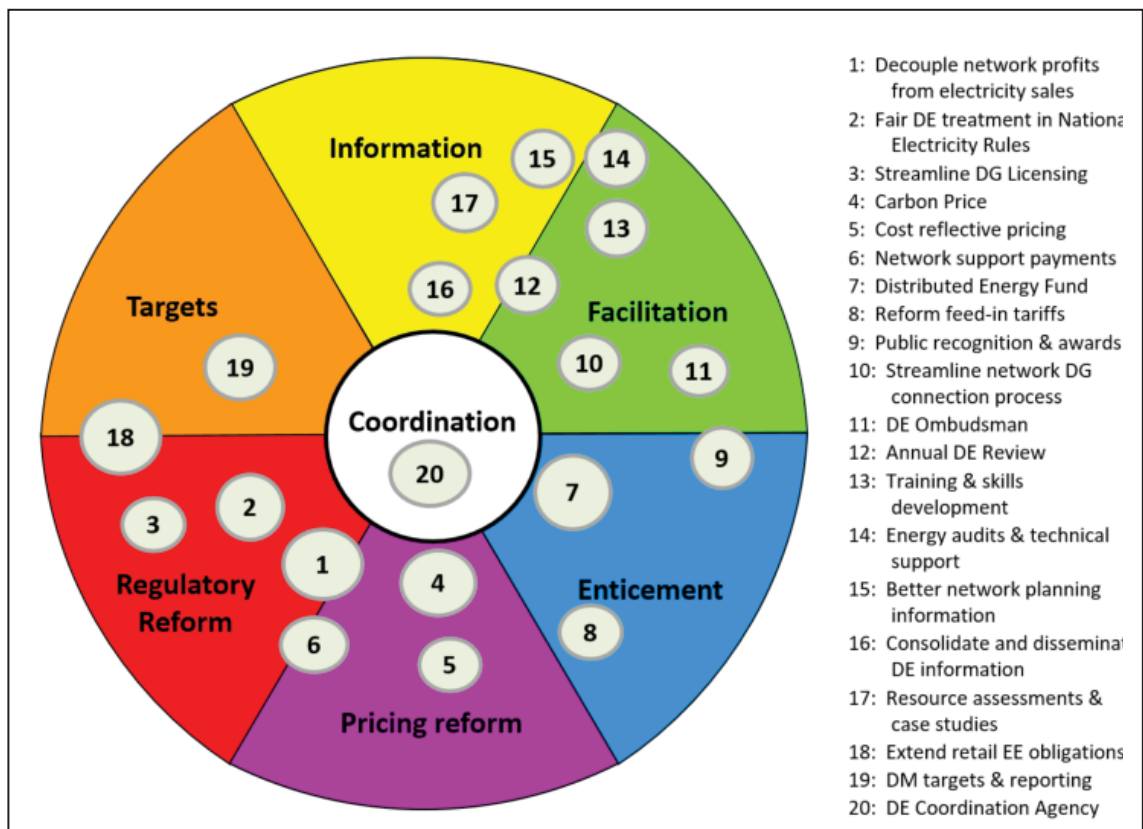 Information
15
14
17
13
16
12
Targets
Facilitation
19
10
11
Coordination
18
20
9
7
2
3
1
4
Regulatory
Reform
Enticement
6
5
8
Pricing reform
1: Decouple network profits
from electricity sales
2: Fair DE treatment in Nationa
Electricity Rules
3: Streamline DG Licensing
4: Carbon Price
5: Cost reflective pricing
6: Network support payments
7: Distributed Energy Fund
8: Reform feed-in tariffs
9: Public recognition & awards
10: Streamline network DG
connection process
11: DE Ombudsman
12: Annual DE Review
13: Training & skills
development
14: Energy audits & technical
support
15: Better network planning
information
16: Consolidate and disseminat
DE information
17: Resource assessments &
case studies
18: Extend retail EE obligations
19: DM targets & reporting
20: DE Coordination Agency